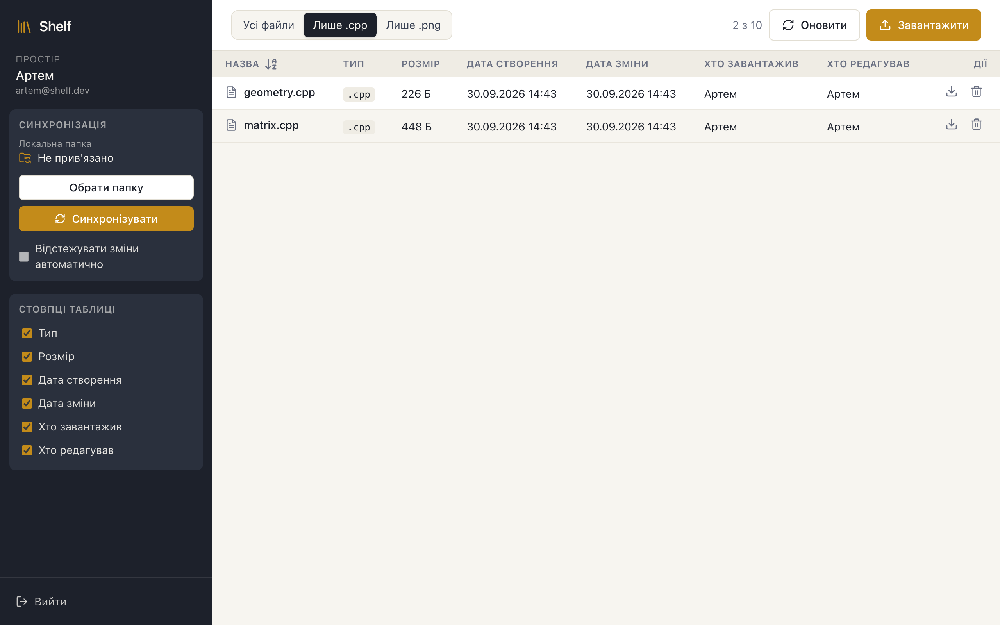 Shelf
ПРОСТІР
Артем
artem@shelf.dev
СИНХРОНІЗАЦІЯ
Локальна папка
Не прив'язано
Обрати папку
Синхронізувати
Відстежувати зміни
автоматично
СТОВПЦІ ТАБЛИЦІ
Тип
Розмір
Дата створення
Дата зміни
Хто завантажив
Хто редагував
Вийти
Усі файли Лише .cpp Лише .png 2 з 10 Оновити Завантажити
НАЗВА ТИП РОЗМІР ДАТА СТВОРЕННЯ ДАТА ЗМІНИ ХТО ЗАВАНТАЖИВ ХТО РЕДАГУВАВ ДІЇ
geometry.cpp .cpp 226 Б 30.09.2026 14:43 30.09.2026 14:43 Артем Артем
matrix.cpp .cpp 448 Б 30.09.2026 14:43 30.09.2026 14:43 Артем Артем